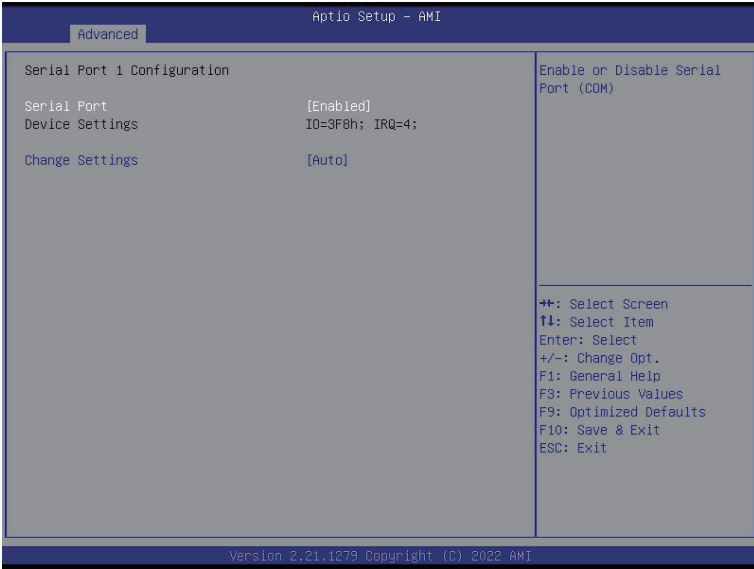 Aptio Setup – AMI
Advanced
Serial Port 1 Configuration
Serial Port [Enabled]
Device Settings IO=3F8h; IRQ=4;
Change Settings [Auto]
Enable or Disable Serial
Port (COM)
→←: Select Screen
↑↓: Select Item
Enter: Select
+/-: Change Opt.
F1: General Help
F3: Previous Values
F9: Optimized Defaults
F10: Save & Exit
ESC: Exit
Version 2.21.1279 Copyright (C) 2022 AMI